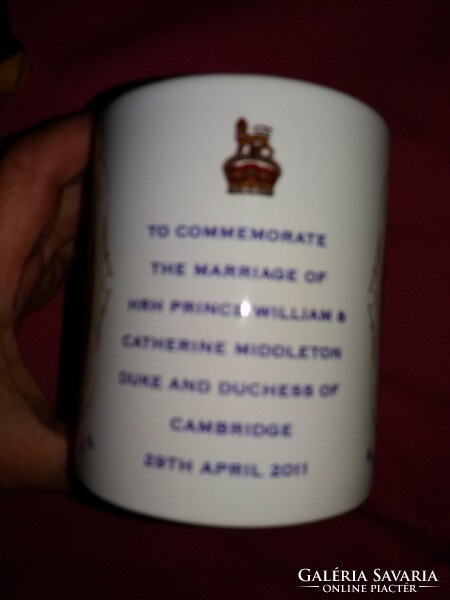 TO COMMEMORATE
THE MARRIAGE OF
HRH PRINCE WILLIAM &
CATHERINE MIDDLETON
DUKE AND DUCHESS OF
CAMBRIDGE
29TH APRIL 2011
GALÉRIA SAVARIA
ONLINE PIACTÉR